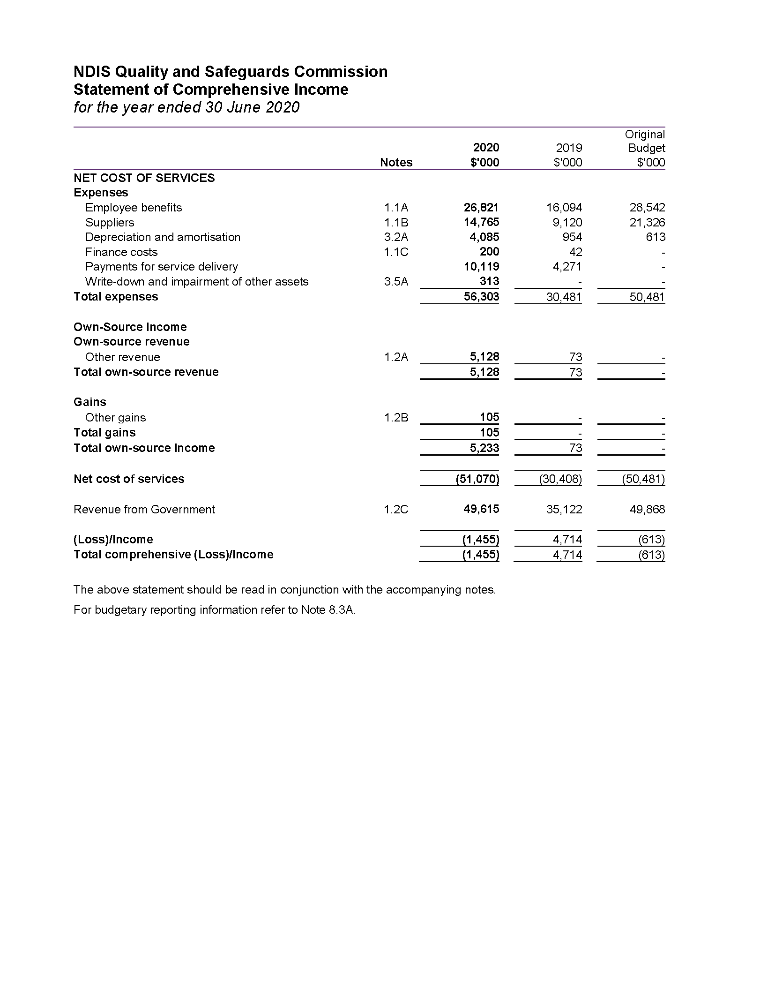 NDIS Quality and Safeguards Commission
Statement of Comprehensive Income
for the year ended 30 June 2020
Original
2020 2019 Budget
Notes $'000 $'000 $'000
NET COST OF SERVICES
Expenses
Employee benefits 1.1A 26,821 16,094 28,542
Suppliers 1.1B 14,765 9,120 21,326
Depreciation and amortisation 3.2A 4,085 954 613
Finance costs 1.1C 200 42 -
Payments for service delivery 10,119 4,271 -
Write-down and impairment of other assets 3.5A 313 - -
Total expenses 56,303 30,481 50,481
Own-Source Income
Own-source revenue
Other revenue 1.2A 5,128 73 -
Total own-source revenue 5,128 73 -
Gains
Other gains 1.2B 105 - -
Total gains 105 - -
Total own-source Income 5,233 73 -
Net cost of services (51,070) (30,408) (50,481)
Revenue from Government 1.2C 49,615 35,122 49,868
(Loss)/Income (1,455) 4,714 (613)
Total comprehensive (Loss)/Income (1,455) 4,714 (613)
The above statement should be read in conjunction with the accompanying notes.
For budgetary reporting information refer to Note 8.3A.